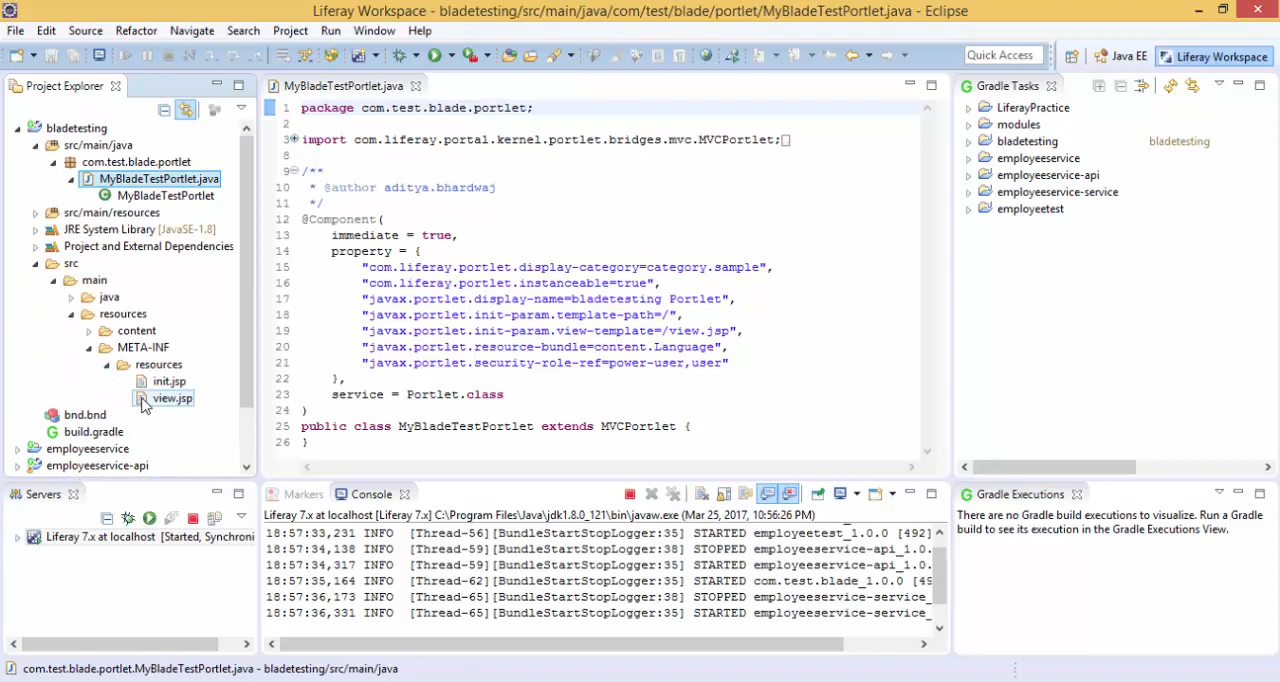 Liferay Workspace - bladetesting/src/main/java/com/test/blade/portlet/MyBladeTestPortlet.java - Eclipse
File Edit Source Refactor Navigate Search Project Run Window Help
Quick Access Java EE Liferay Workspace
Project Explorer
bladetesting
src/main/java
com.test.blade.portlet
MyBladeTestPortlet.java
MyBladeTestPortlet
src/main/resources
JRE System Library [JavaSE-1.8]
Project and External Dependencies
src
main
java
resources
content
META-INF
resources
init.jsp
view.jsp
bnd.bnd
build.gradle
employeeservice
employeeservice-api
MyBladeTestPortlet.java
1 package com.test.blade.portlet;
2
3 import com.liferay.portal.kernel.portlet.bridges.mvc.MVCPortlet;
8
9 /**
10 * @author aditya.bhardwaj
11 */
12 @Component(
13 immediate = true,
14 property = {
15 "com.liferay.portlet.display-category=category.sample",
16 "com.liferay.portlet.instanceable=true",
17 "javax.portlet.display-name=bladetesting Portlet",
18 "javax.portlet.init-param.template-path=/",
19 "javax.portlet.init-param.view-template=/view.jsp",
20 "javax.portlet.resource-bundle=content.Language",
21 "javax.portlet.security-role-ref=power-user,user"
22 },
23 service = Portlet.class
24 )
25 public class MyBladeTestPortlet extends MVCPortlet {
26 }
Gradle Tasks
LiferayPractice
modules
bladetesting bladetesting
employeeservice
employeeservice-api
employeeservice-service
employeetest
Servers
Liferay 7.x at localhost [Started, Synchroni
Markers Console
Liferay 7.x at localhost [Liferay 7.x] C:\Program Files\Java\jdk1.8.0_121\bin\javaw.exe (Mar 25, 2017, 10:56:26 PM)
18:57:33,231 INFO [Thread-56][BundleStartStopLogger:35] STARTED employeetest_1.0.0 [492]
18:57:34,138 INFO [Thread-59][BundleStartStopLogger:38] STOPPED employeeservice-api_1.0.
18:57:34,317 INFO [Thread-59][BundleStartStopLogger:35] STARTED employeeservice-api_1.0.
18:57:35,164 INFO [Thread-62][BundleStartStopLogger:35] STARTED com.test.blade_1.0.0 [49
18:57:36,173 INFO [Thread-65][BundleStartStopLogger:38] STOPPED employeeservice-service_
18:57:36,331 INFO [Thread-65][BundleStartStopLogger:35] STARTED employeeservice-service_
Gradle Executions
There are no Gradle build executions to visualize. Run a Gradle
build to see its execution in the Gradle Executions View.
com.test.blade.portlet.MyBladeTestPortlet.java - bladetesting/src/main/java